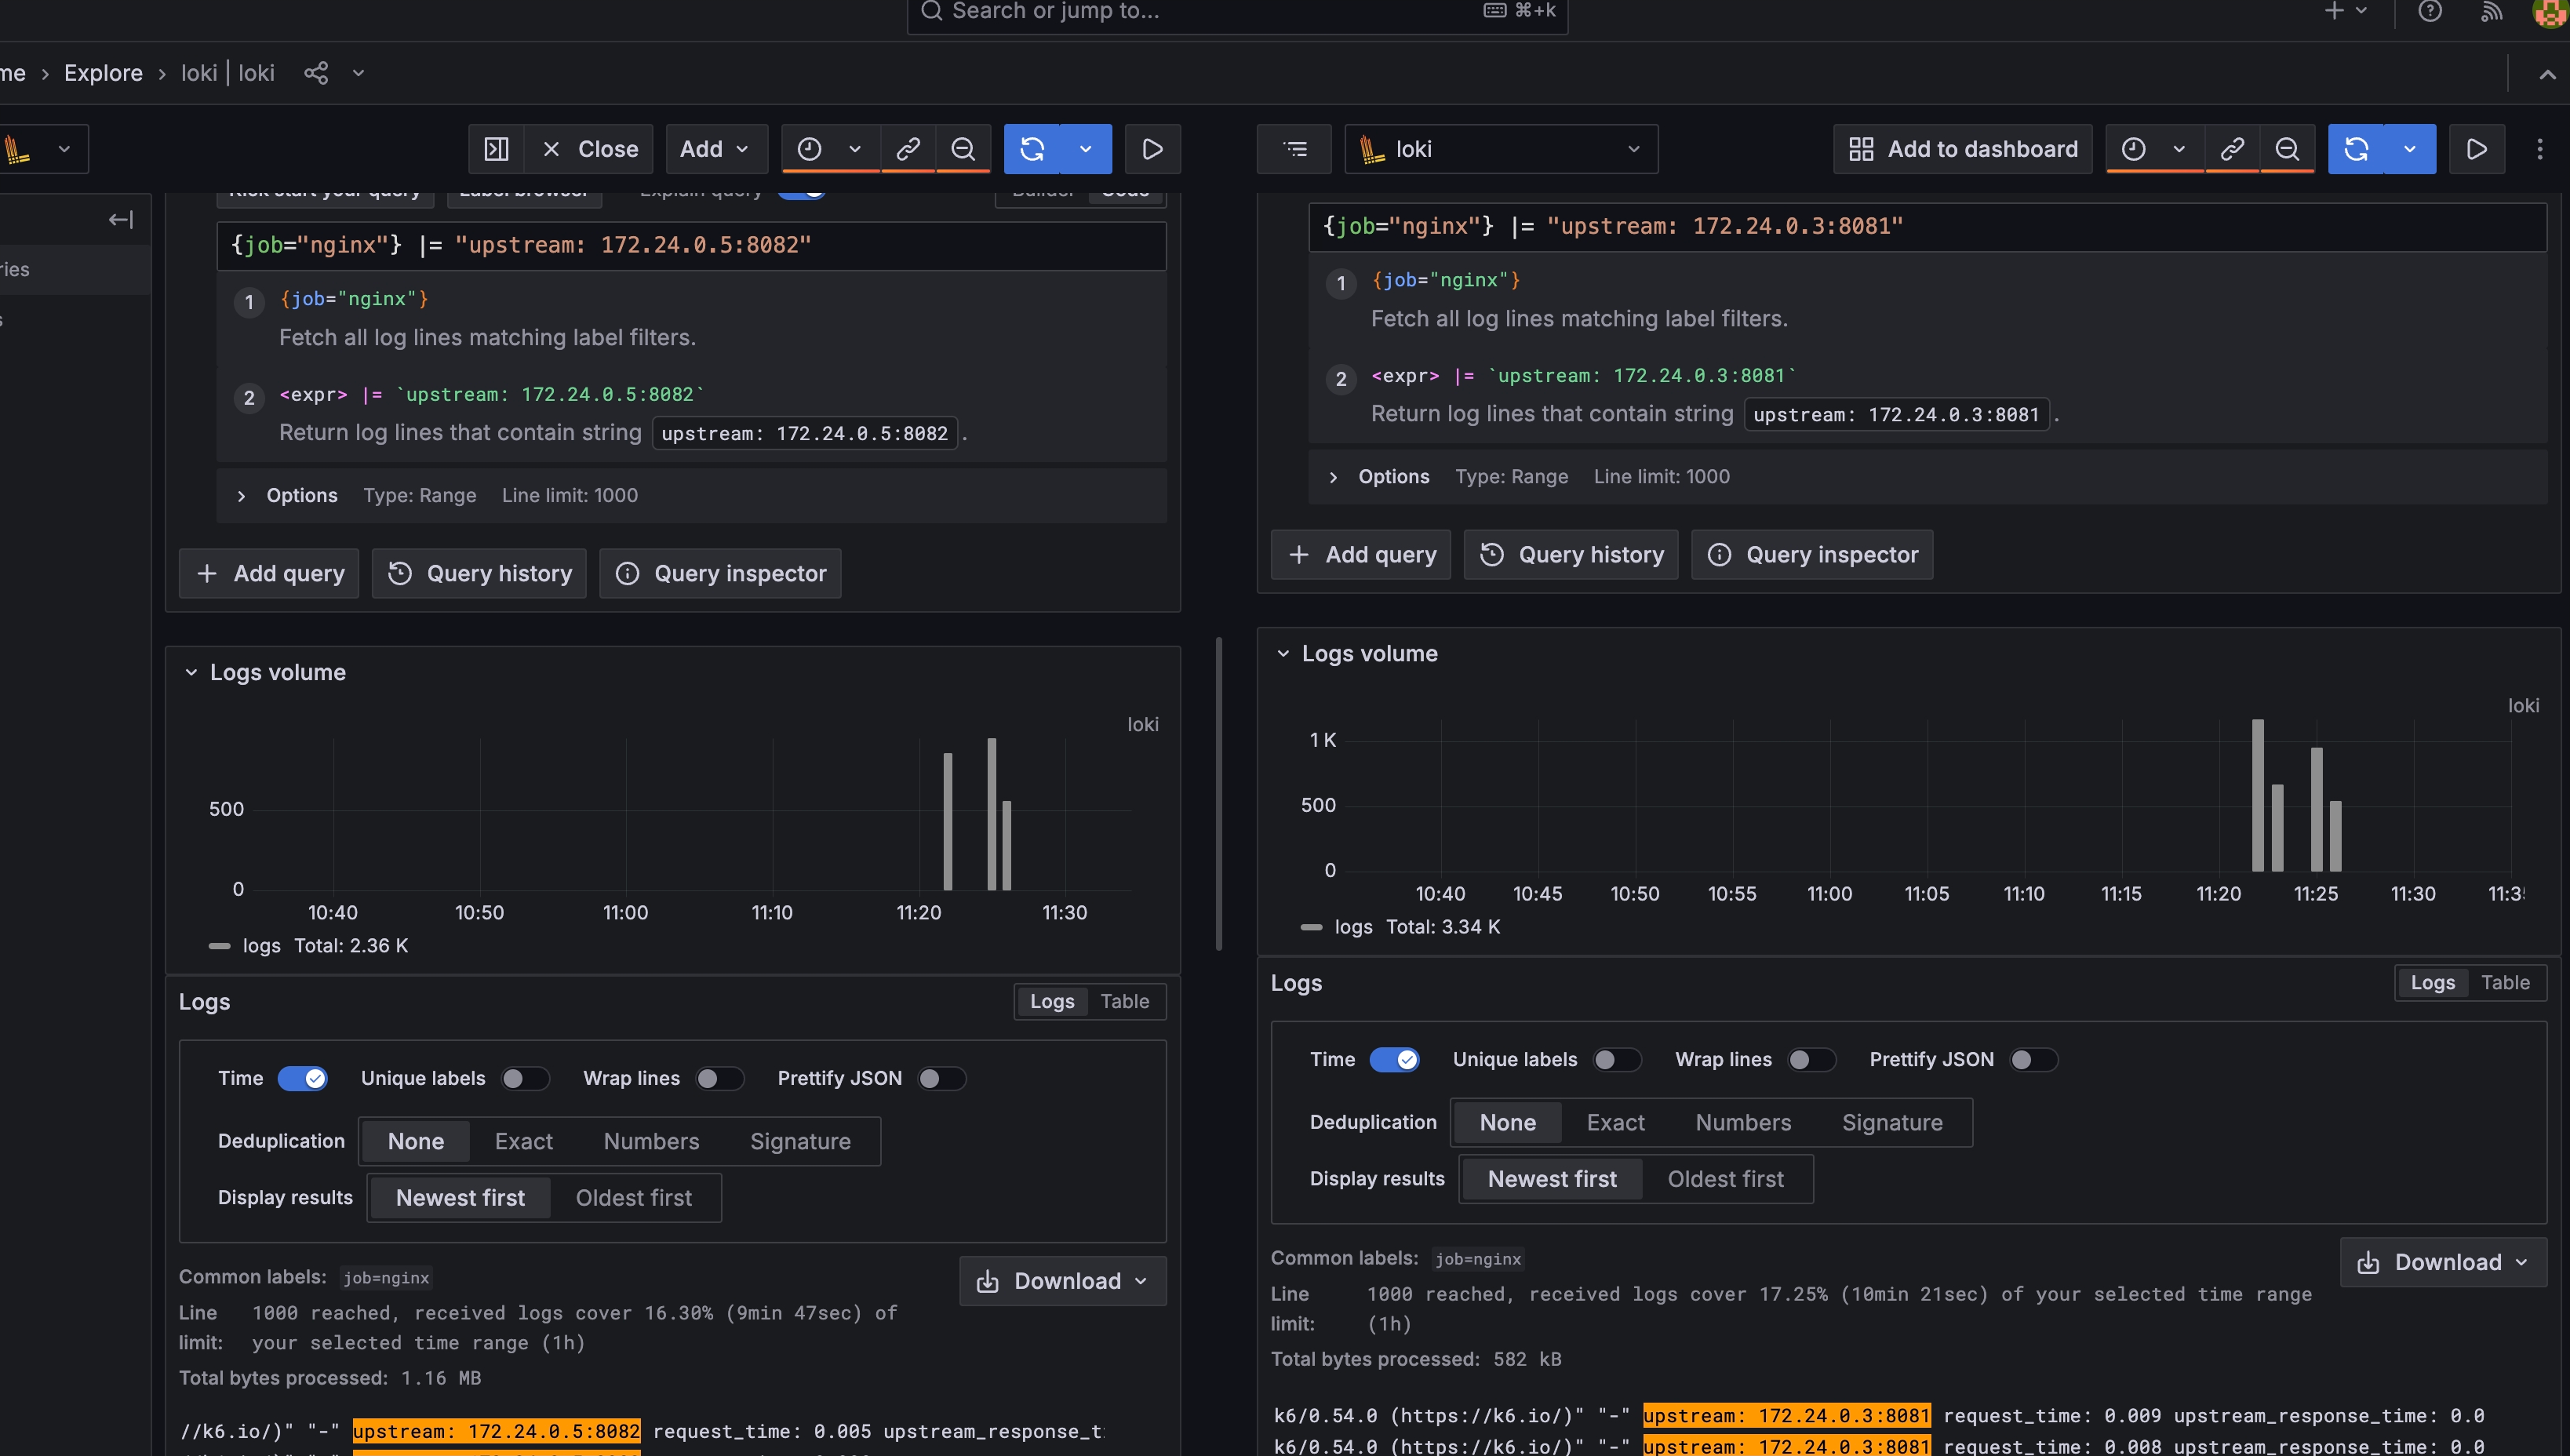 Search or jump to... ⌘+k
me › Explore › loki | loki
Close Add
loki Add to dashboard
ries
s
Kick start your query Label browser Explain query Builder Code
{job="nginx"} |= "upstream: 172.24.0.5:8082"
1 {job="nginx"}
Fetch all log lines matching label filters.
2 <expr> |= `upstream: 172.24.0.5:8082`
Return log lines that contain string upstream: 172.24.0.5:8082 .
Options Type: Range Line limit: 1000
Add query Query history Query inspector
Logs volume
loki
500
0
10:40 10:50 11:00 11:10 11:20 11:30
logs Total: 2.36 K
Logs Logs Table
Time Unique labels Wrap lines Prettify JSON
Deduplication None Exact Numbers Signature
Display results Newest first Oldest first
Common labels: job=nginx Download
Line limit: 1000 reached, received logs cover 16.30% (9min 47sec) of
your selected time range (1h)
Total bytes processed: 1.16 MB
//k6.io/)" "-" upstream: 172.24.0.5:8082 request_time: 0.005 upstream_response_t
{job="nginx"} |= "upstream: 172.24.0.3:8081"
1 {job="nginx"}
Fetch all log lines matching label filters.
2 <expr> |= `upstream: 172.24.0.3:8081`
Return log lines that contain string upstream: 172.24.0.3:8081 .
Options Type: Range Line limit: 1000
Add query Query history Query inspector
Logs volume
loki
1 K
500
0
10:40 10:45 10:50 10:55 11:00 11:05 11:10 11:15 11:20 11:25 11:30 11:3
logs Total: 3.34 K
Logs Logs Table
Time Unique labels Wrap lines Prettify JSON
Deduplication None Exact Numbers Signature
Display results Newest first Oldest first
Common labels: job=nginx Download
Line limit: 1000 reached, received logs cover 17.25% (10min 21sec) of your selected time range
(1h)
Total bytes processed: 582 kB
k6/0.54.0 (https://k6.io/)" "-" upstream: 172.24.0.3:8081 request_time: 0.009 upstream_response_time: 0.0
k6/0.54.0 (https://k6.io/)" "-" upstream: 172.24.0.3:8081 request_time: 0.008 upstream_response_time: 0.0